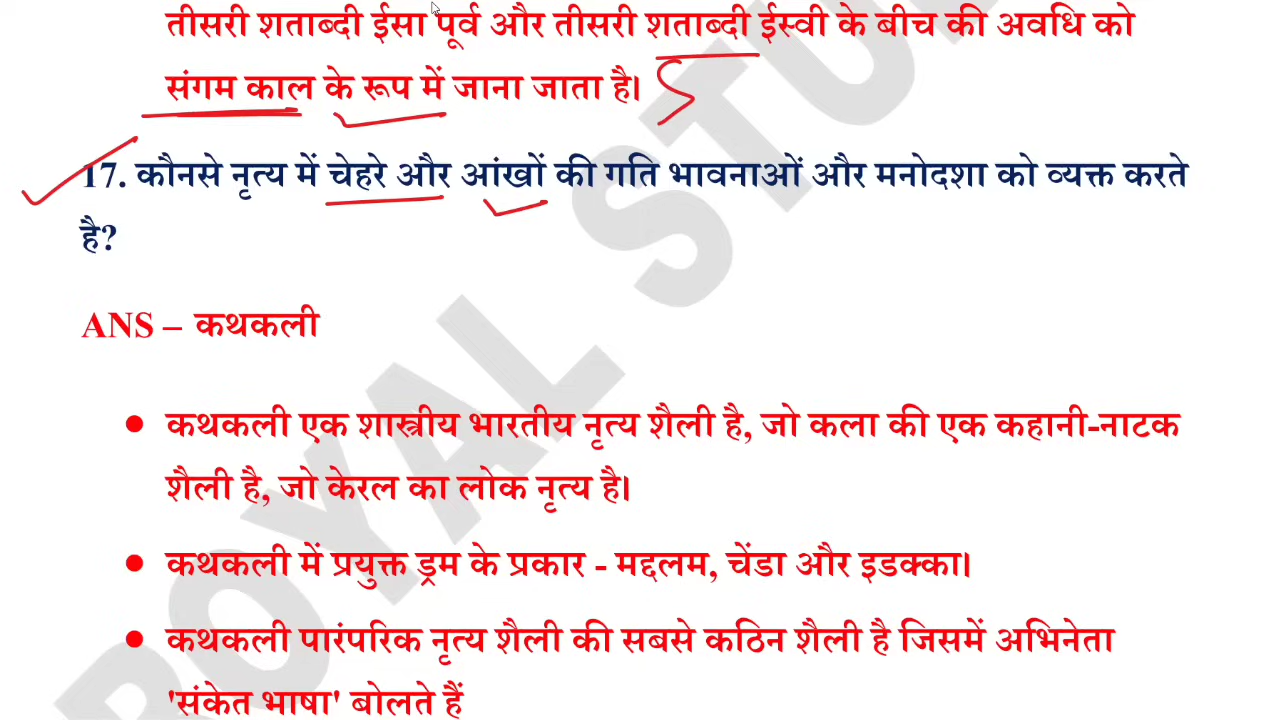 तीसरी शताब्दी ईसा पूर्व और तीसरी शताब्दी ईस्वी के बीच की अवधि को
संगम काल के रूप में जाना जाता है।
17. कौनसे नृत्य में चेहरे और आंखों की गति भावनाओं और मनोदशा को व्यक्त करते
है?
ANS – कथकली
● कथकली एक शास्त्रीय भारतीय नृत्य शैली है, जो कला की एक कहानी-नाटक
शैली है, जो केरल का लोक नृत्य है।
● कथकली में प्रयुक्त ड्रम के प्रकार - मद्दलम, चेंडा और इडक्का।
● कथकली पारंपरिक नृत्य शैली की सबसे कठिन शैली है जिसमें अभिनेता
'संकेत भाषा' बोलते हैं
ROYAL STU